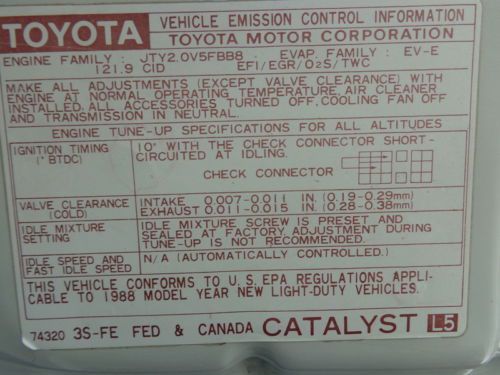 TOYOTA VEHICLE EMISSION CONTROL INFORMATION
TOYOTA MOTOR CORPORATION
ENGINE FAMILY : JTY2.0V5FBB8 . EVAP. FAMILY : EV-E
121.9 CID EFI/EGR/O2S/TWC
MAKE ALL ADJUSTMENTS (EXCEPT VALVE CLEARANCE) WITH
ENGINE AT NORMAL OPERATING TEMPERATURE, AIR CLEANER
INSTALLED, ALL ACCESSORIES TURNED OFF, COOLING FAN OFF
AND TRANSMISSION IN NEUTRAL.
ENGINE TUNE-UP SPECIFICATIONS FOR ALL ALTITUDES
IGNITION TIMING 10° WITH THE CHECK CONNECTOR SHORT-
(° BTDC) CIRCUITED AT IDLING.
CHECK CONNECTOR
VALVE CLEARANCE INTAKE 0.007-0.011 IN. (0.19-0.29mm)
(COLD) EXHAUST 0.011-0.015 IN. (0.28-0.38mm)
IDLE MIXTURE IDLE MIXTURE SCREW IS PRESET AND
SETTING SEALED AT FACTORY. ADJUSTMENT DURING
TUNE-UP IS NOT RECOMMENDED.
IDLE SPEED AND N/A (AUTOMATICALLY CONTROLLED.)
FAST IDLE SPEED
THIS VEHICLE CONFORMS TO U.S. EPA REGULATIONS APPLI-
CABLE TO 1988 MODEL YEAR NEW LIGHT-DUTY VEHICLES.
74320 3S-FE FED & CANADA CATALYST L5